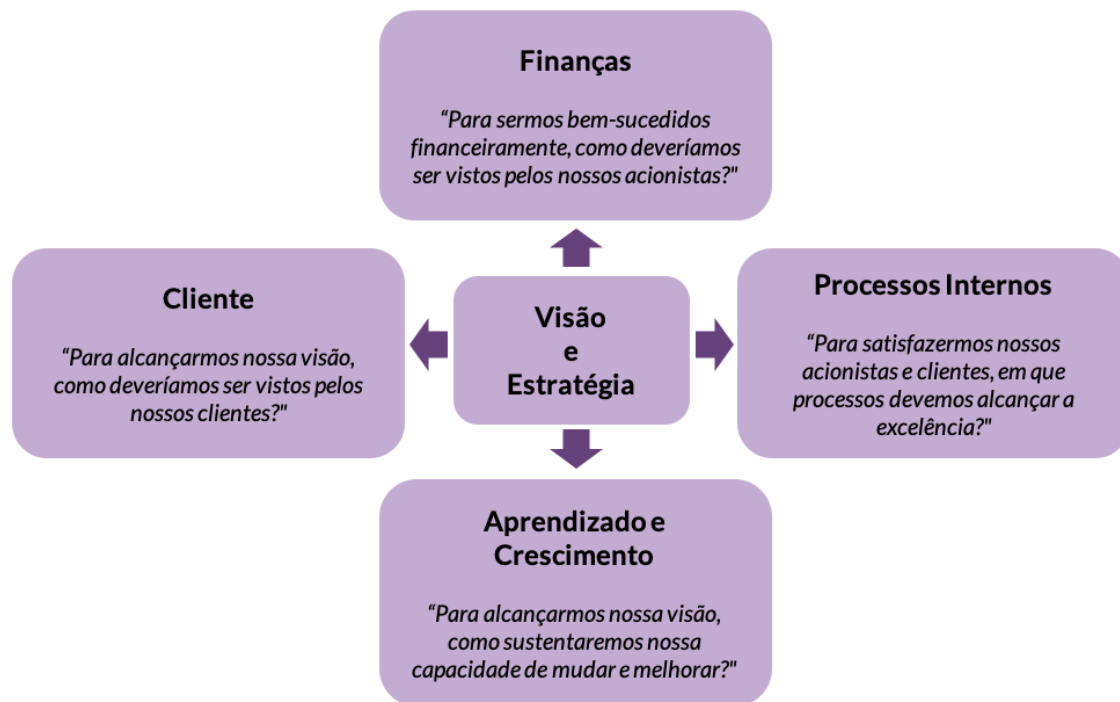 Finanças
“Para sermos bem-sucedidos
financeiramente, como deveríamos
ser vistos pelos nossos acionistas?"
Cliente
“Para alcançarmos nossa visão,
como deveríamos ser vistos pelos
nossos clientes?"
Visão
e
Estratégia
Processos Internos
“Para satisfazermos nossos
acionistas e clientes, em que
processos devemos alcançar a
excelência?"
Aprendizado e
Crescimento
“Para alcançarmos nossa visão,
como sustentaremos nossa
capacidade de mudar e melhorar?"